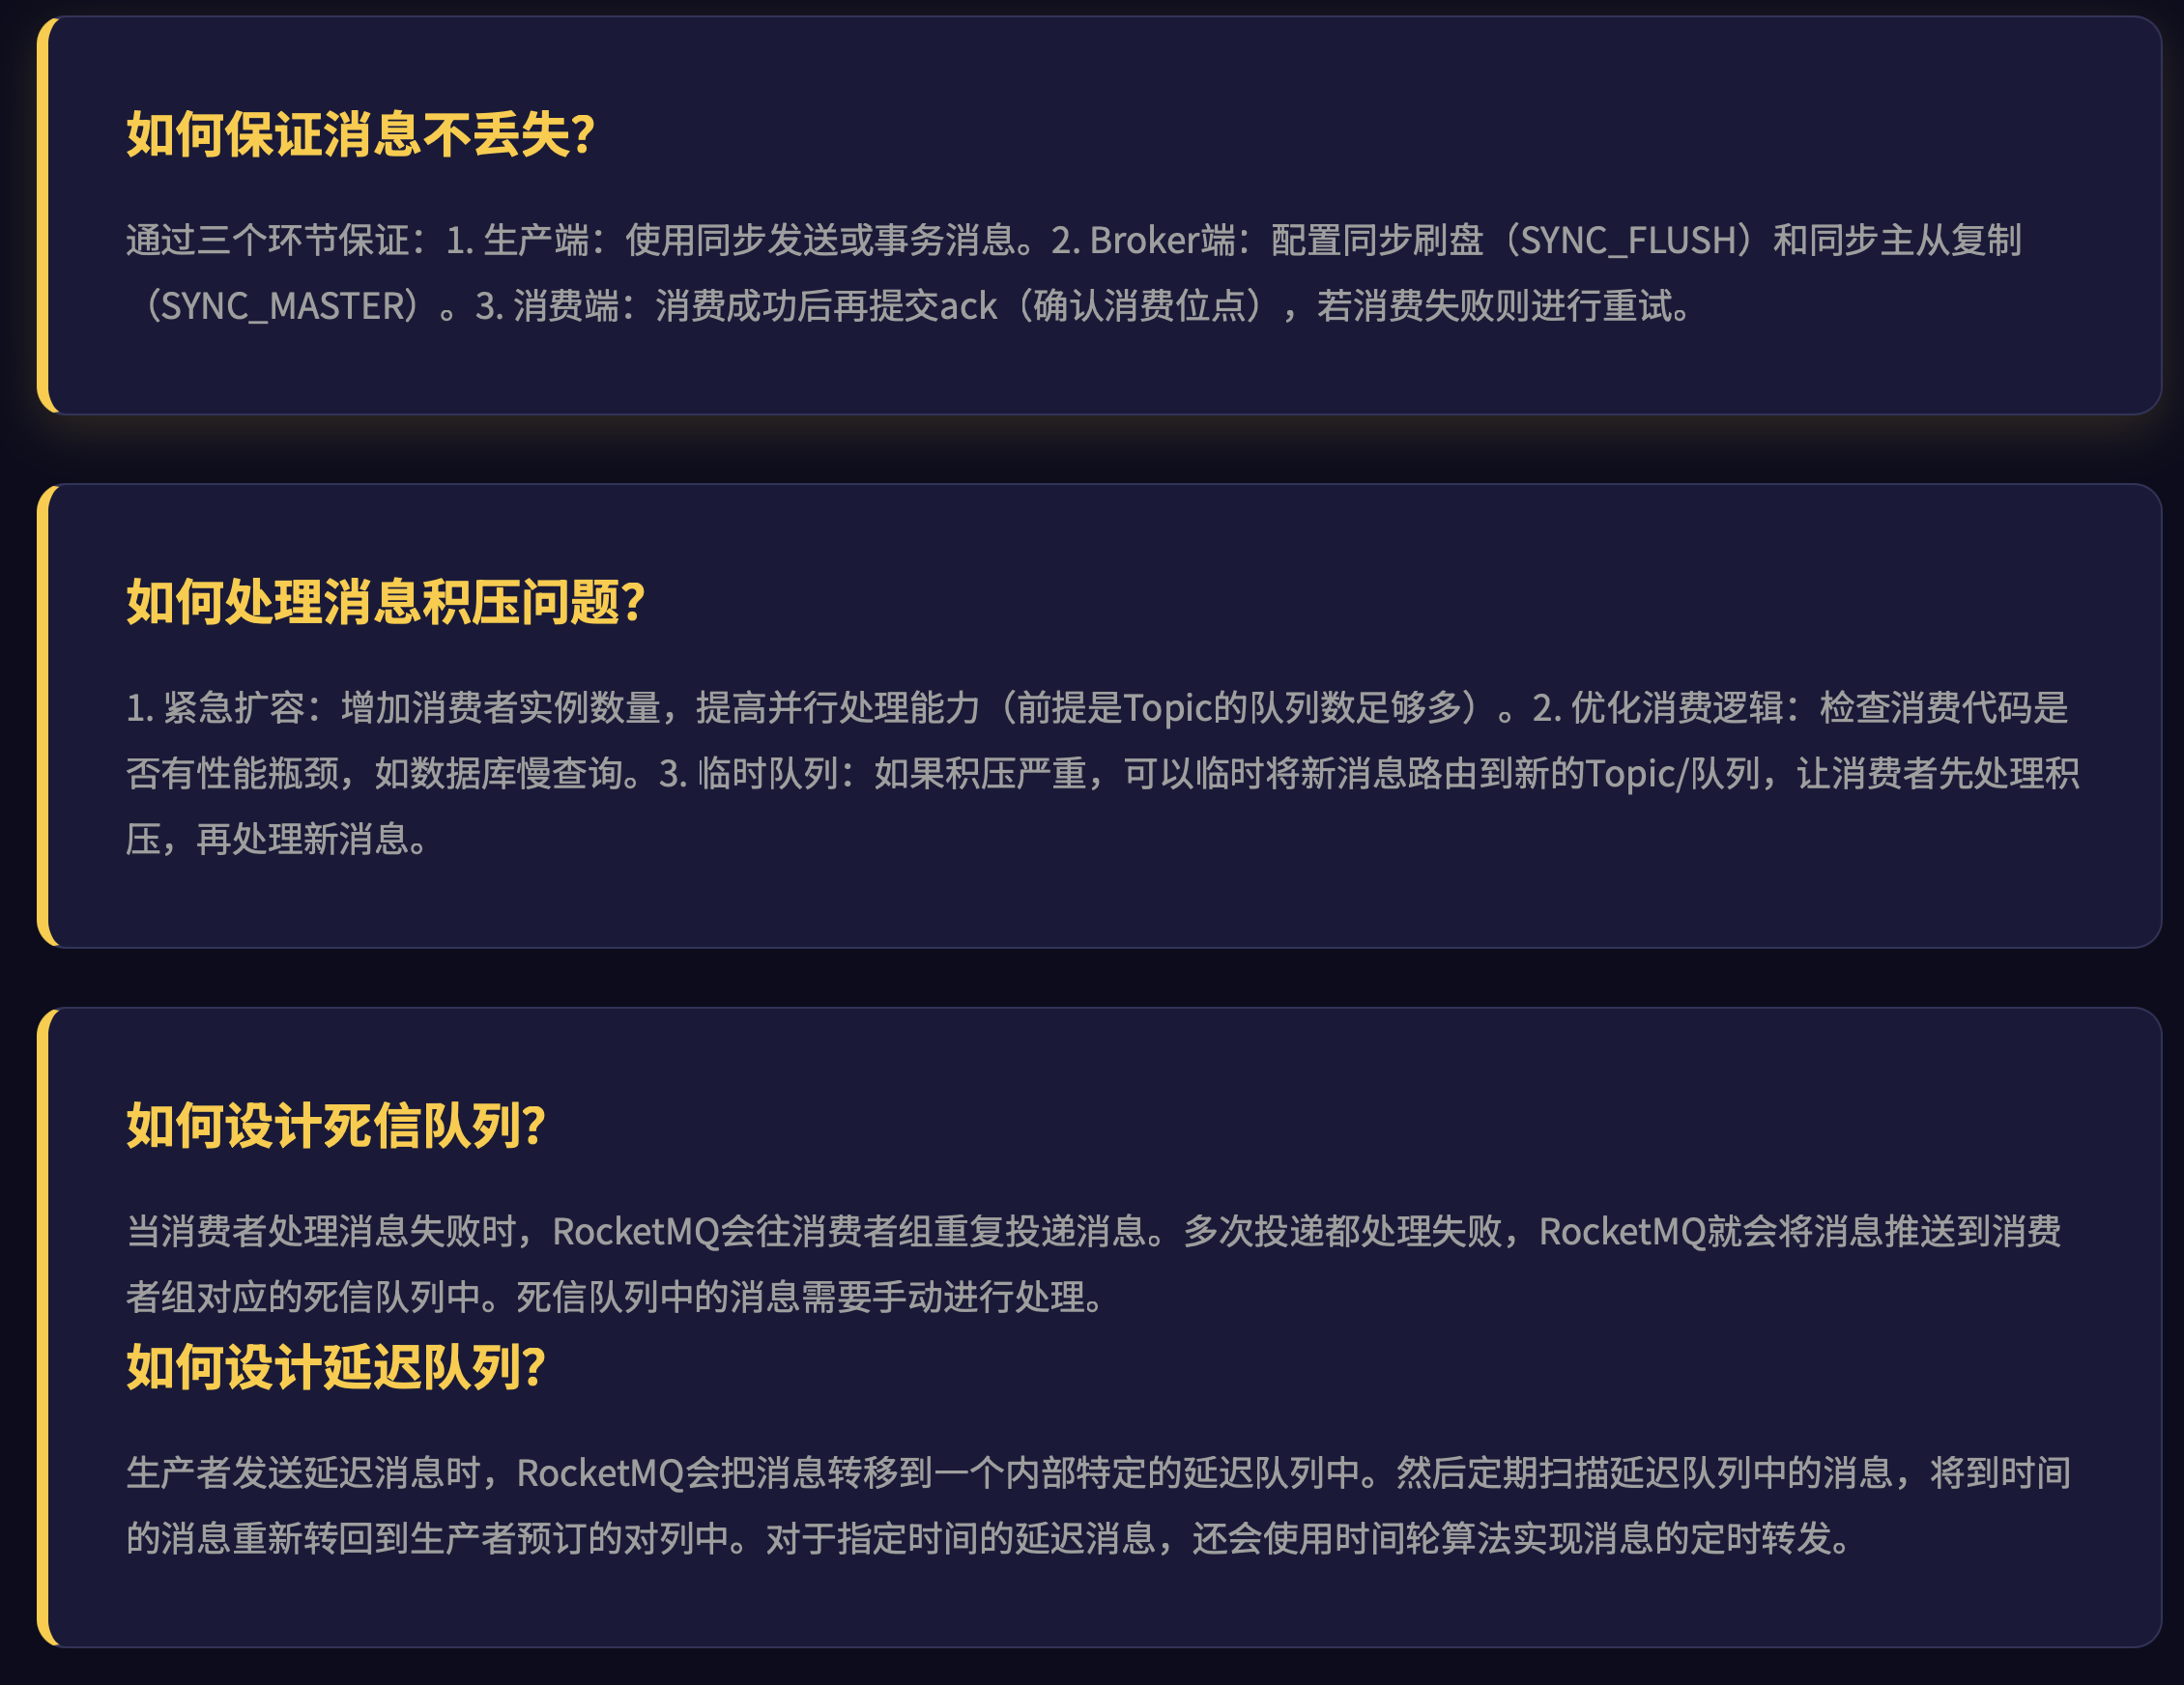 如何保证消息不丢失？
通过三个环节保证：1. 生产端：使用同步发送或事务消息。2. Broker端：配置同步刷盘（SYNC_FLUSH）和同步主从复制
（SYNC_MASTER）。3. 消费端：消费成功后再提交ack（确认消费位点），若消费失败则进行重试。
如何处理消息积压问题？
1. 紧急扩容：增加消费者实例数量，提高并行处理能力（前提是Topic的队列数足够多）。2. 优化消费逻辑：检查消费代码是
否有性能瓶颈，如数据库慢查询。3. 临时队列：如果积压严重，可以临时将新消息路由到新的Topic/队列，让消费者先处理积
压，再处理新消息。
如何设计死信队列？
当消费者处理消息失败时，RocketMQ会往消费者组重复投递消息。多次投递都处理失败，RocketMQ就会将消息推送到消费
者组对应的死信队列中。死信队列中的消息需要手动进行处理。
如何设计延迟队列？
生产者发送延迟消息时，RocketMQ会把消息转移到一个内部特定的延迟队列中。然后定期扫描延迟队列中的消息，将到时间
的消息重新转回到生产者预订的对列中。对于指定时间的延迟消息，还会使用时间轮算法实现消息的定时转发。